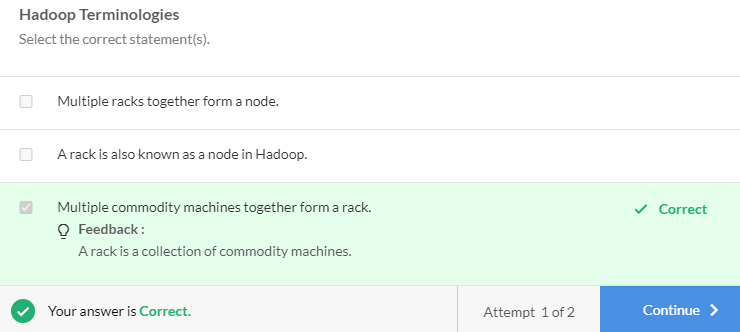 Hadoop Terminologies
Select the correct statement(s).
Multiple racks together form a node.
A rack is also known as a node in Hadoop.
Multiple commodity machines together form a rack.
Correct
Feedback :
A rack is a collection of commodity machines.
Your answer is Correct.
Attempt 1 of 2
Continue